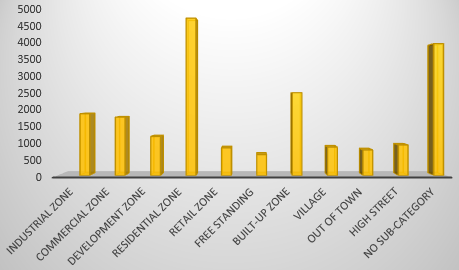 5000
4500
4000
3500
3000
2500
2000
1500
1000
500
0
INDUSTRIAL ZONE
COMMERCIAL ZONE
DEVELOPMENT ZONE
RESIDENTIAL ZONE
RETAIL ZONE
FREE STANDING
BUILT-UP ZONE
VILLAGE
OUT OF TOWN
HIGH STREET
NO SUB-CATEGORY